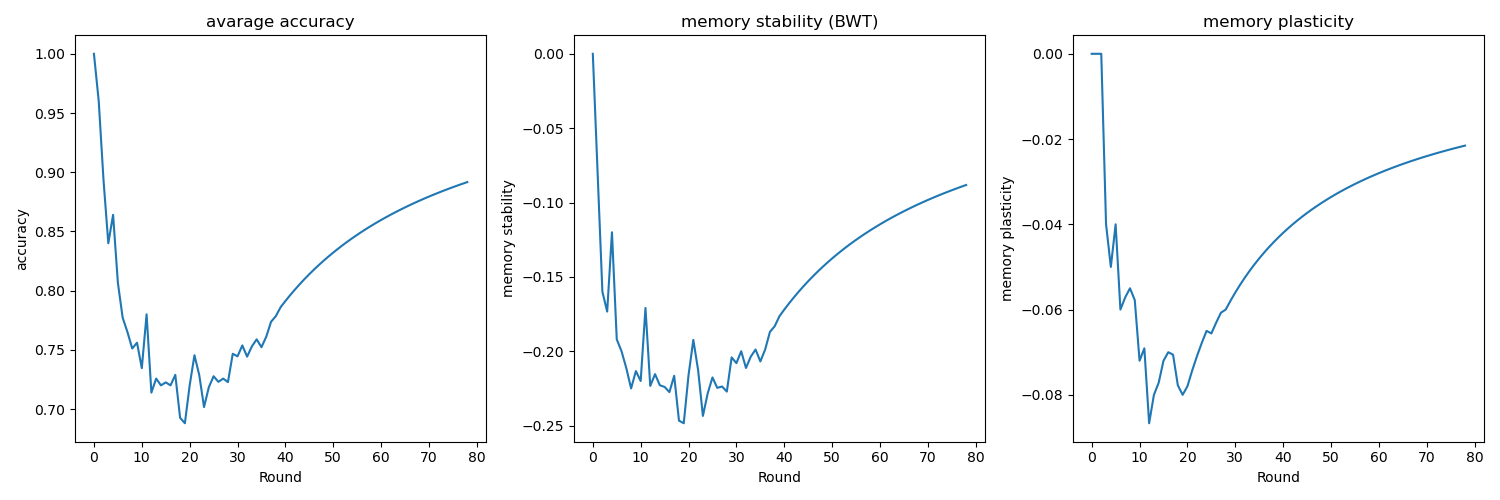 avarage accuracy
1.00
0.95
0.90
0.85
0.80
0.75
0.70
accuracy
0 10 20 30 40 50 60 70 80
Round
memory stability (BWT)
0.00
−0.05
−0.10
−0.15
−0.20
−0.25
memory stability
0 10 20 30 40 50 60 70 80
Round
memory plasticity
0.00
−0.02
−0.04
−0.06
−0.08
memory plasticity
0 10 20 30 40 50 60 70 80
Round